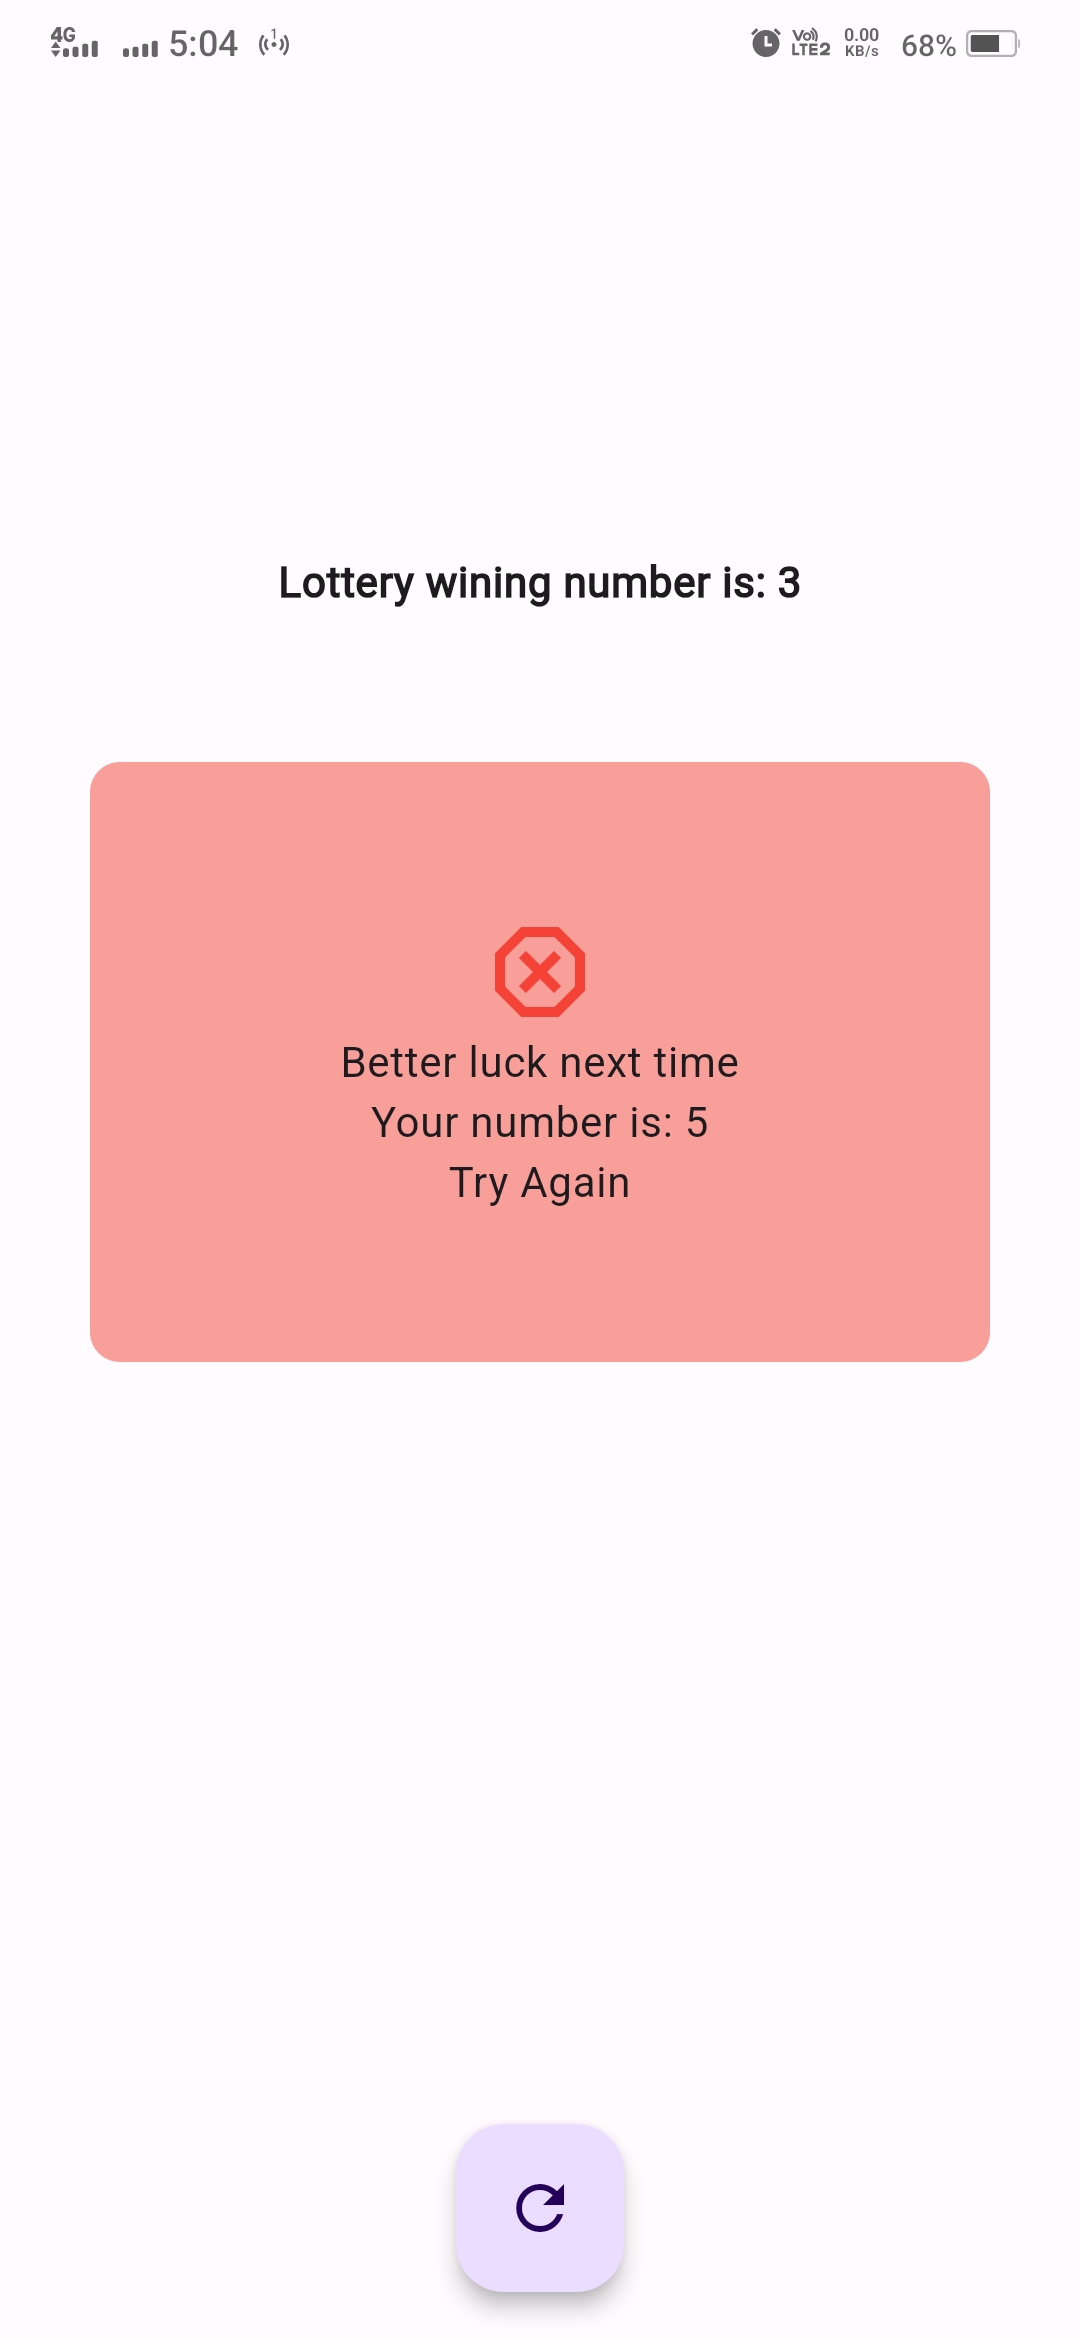 4G 5:04 1 Vo) LTE2 0.00 KB/s 68%
Lottery wining number is: 3
Better luck next time
Your number is: 5
Try Again